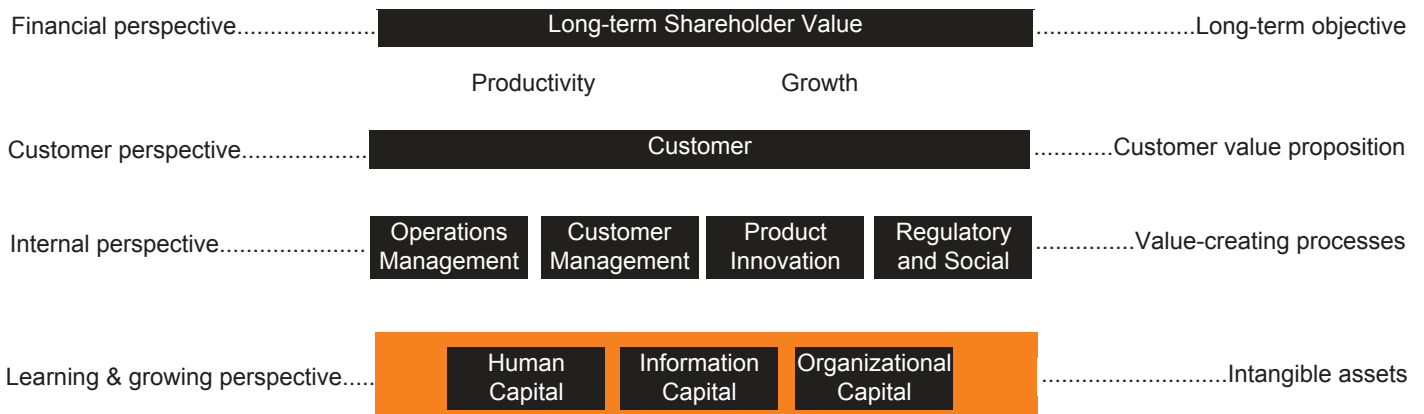 Financial perspective..................... Long-term Shareholder Value ........................Long-term objective
Productivity Growth
Customer perspective................... Customer ............Customer value proposition
Operations Management Customer Management Product Innovation Regulatory and Social
Internal perspective...................... ...............Value-creating processes
Learning & growing perspective..... Human Capital Information Capital Organizational Capital ............................Intangible assets